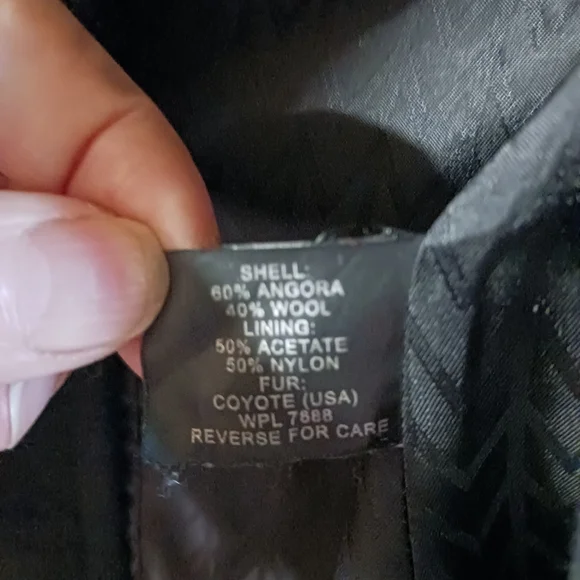 SHELL:
60% ANGORA
40% WOOL
LINING:
50% ACETATE
50% NYLON
FUR:
COYOTE (USA)
WPL 7888
REVERSE FOR CARE